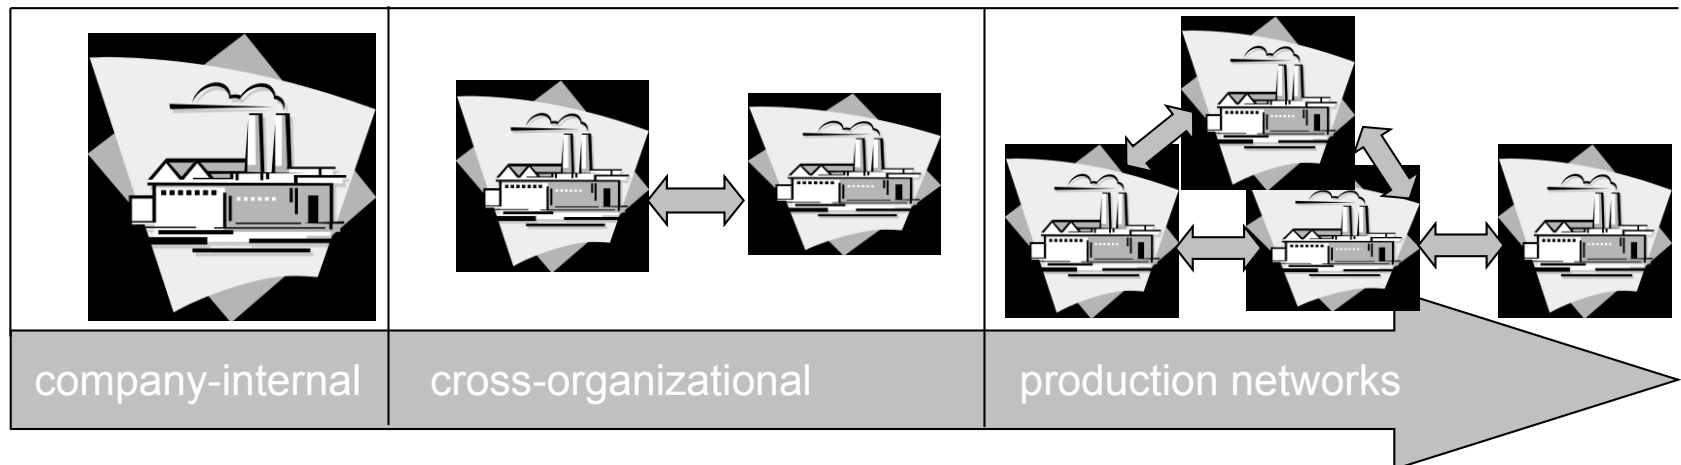 company-internal
cross-organizational
production networks